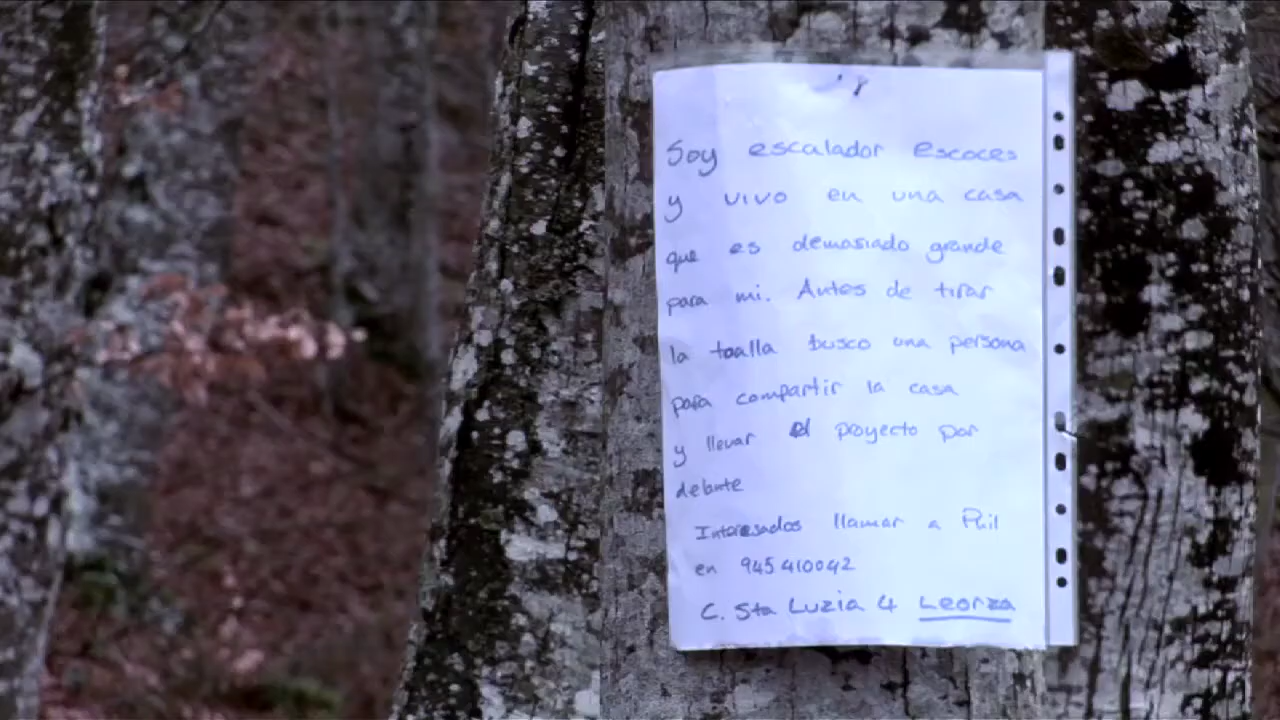 Soy escalador escoces
y vivo en una casa
que es demasiado grande
para mi. Antes de tirar
la toalla busco una persona
para compartir la casa
y llevar el proyecto por
delante
Interesados llamar a Phil
en 945410042
C. Sta Luzia 4 Leorza